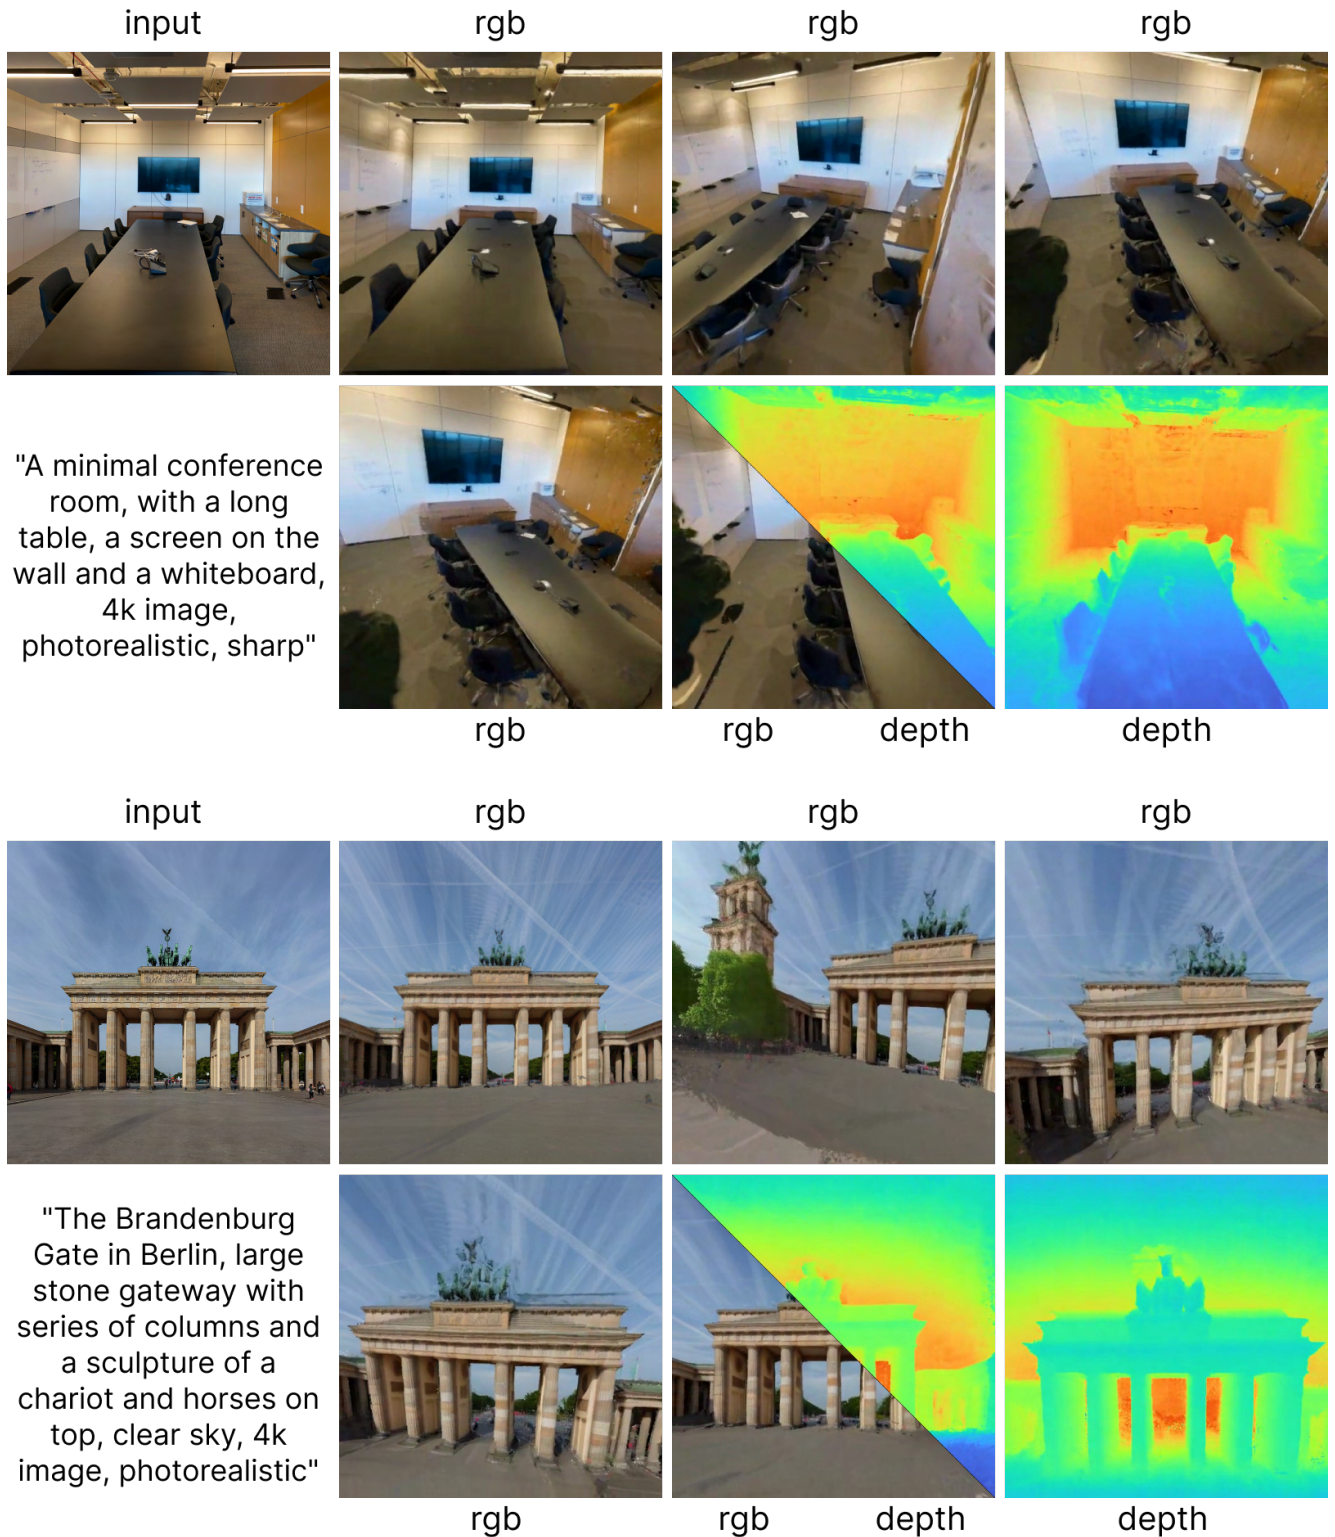 input rgb rgb rgb
"A minimal conference
room, with a long
table, a screen on the
wall and a whiteboard,
4k image,
photorealistic, sharp"
rgb rgb depth depth
input rgb rgb rgb
"The Brandenburg
Gate in Berlin, large
stone gateway with
series of columns and
a sculpture of a
chariot and horses on
top, clear sky, 4k
image, photorealistic"
rgb rgb depth depth